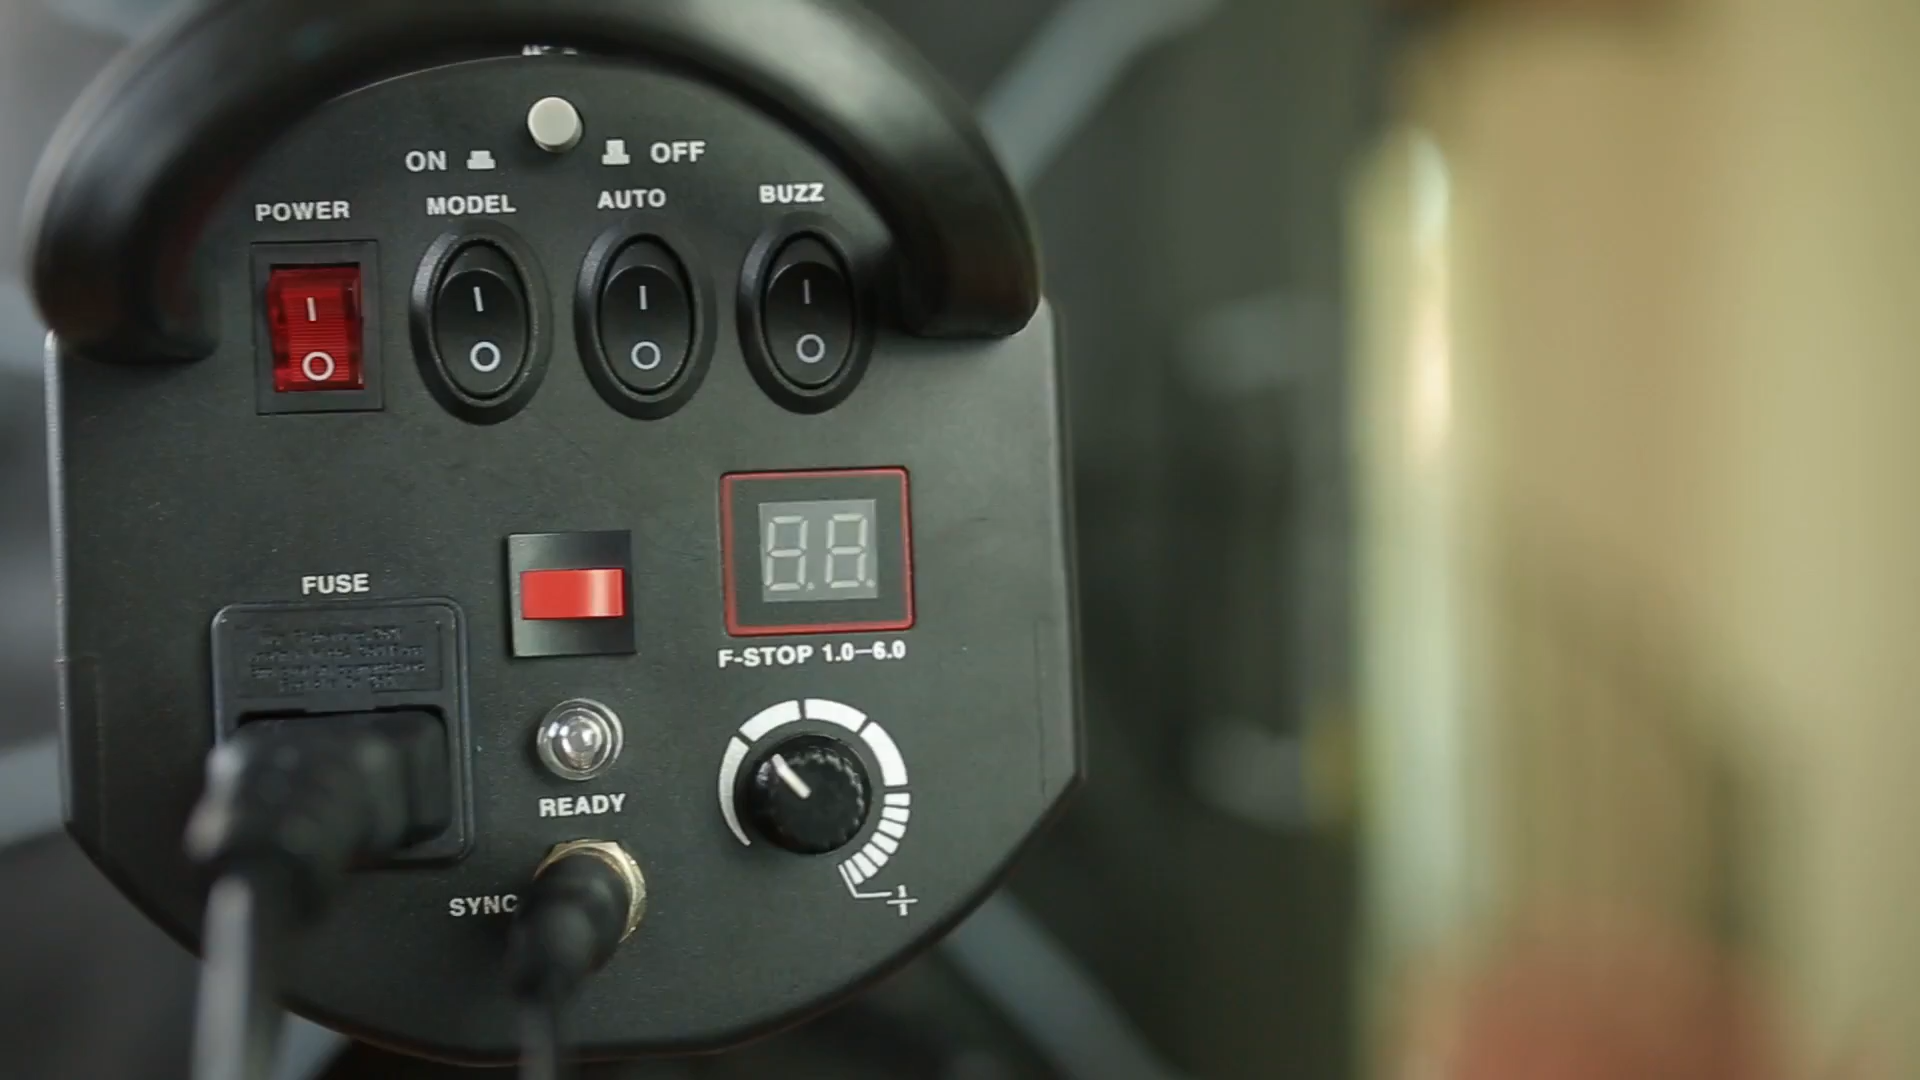 ON OFF
POWER MODEL AUTO BUZZ
I I I I
O O O O
FUSE
F-STOP 1.0–6.0
READY
SYNC